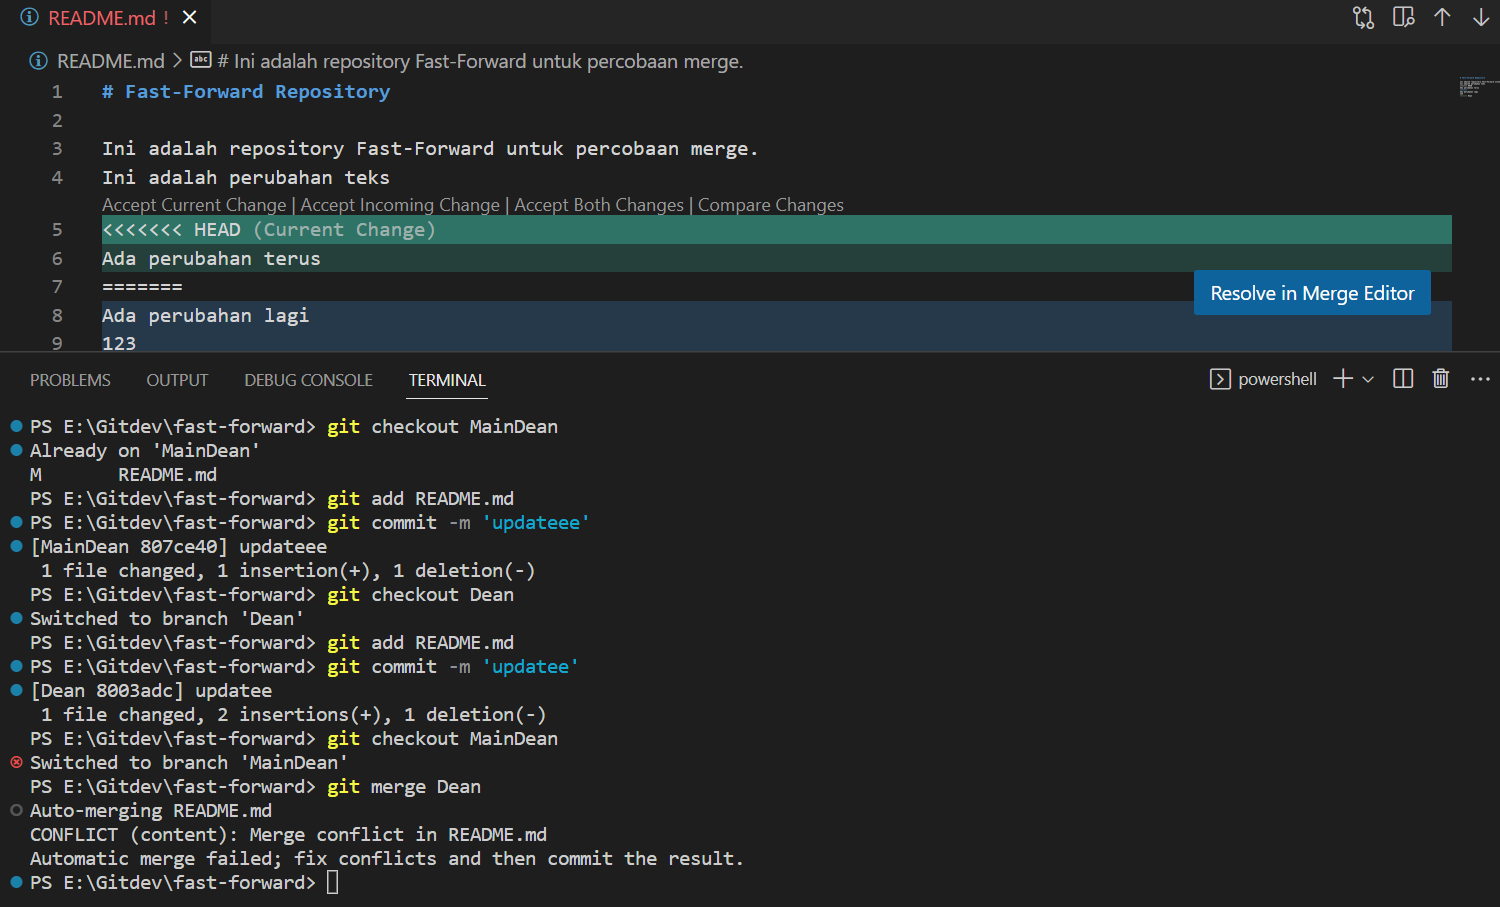 README.md !
README.md > # Ini adalah repository Fast-Forward untuk percobaan merge.
1 # Fast-Forward Repository
2
3 Ini adalah repository Fast-Forward untuk percobaan merge.
4 Ini adalah perubahan teks
Accept Current Change | Accept Incoming Change | Accept Both Changes | Compare Changes
5 <<<<<<< HEAD (Current Change)
6 Ada perubahan terus
7 =======
Resolve in Merge Editor
8 Ada perubahan lagi
9 123
PROBLEMS OUTPUT DEBUG CONSOLE TERMINAL powershell
PS E:\Gitdev\fast-forward> git checkout MainDean
Already on 'MainDean'
M       README.md
PS E:\Gitdev\fast-forward> git add README.md
PS E:\Gitdev\fast-forward> git commit -m 'updateee'
[MainDean 807ce40] updateee
 1 file changed, 1 insertion(+), 1 deletion(-)
PS E:\Gitdev\fast-forward> git checkout Dean
Switched to branch 'Dean'
PS E:\Gitdev\fast-forward> git add README.md
PS E:\Gitdev\fast-forward> git commit -m 'updatee'
[Dean 8003adc] updatee
 1 file changed, 2 insertions(+), 1 deletion(-)
PS E:\Gitdev\fast-forward> git checkout MainDean
Switched to branch 'MainDean'
PS E:\Gitdev\fast-forward> git merge Dean
Auto-merging README.md
CONFLICT (content): Merge conflict in README.md
Automatic merge failed; fix conflicts and then commit the result.
PS E:\Gitdev\fast-forward>